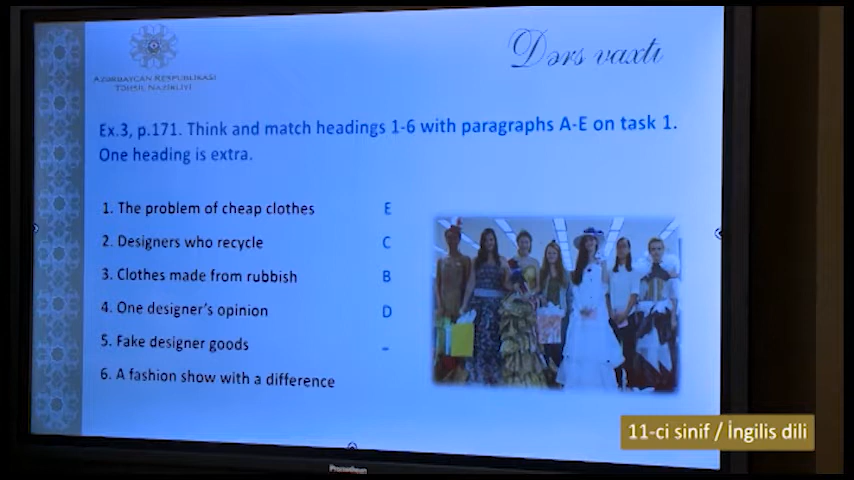 Dərs vaxtı
AZƏRBAYCAN RESPUBLİKASI
TƏHSİL NAZİRLİYİ
Ex.3, p.171. Think and match headings 1-6 with paragraphs A-E on task 1.
One heading is extra.
1. The problem of cheap clothes E
2. Designers who recycle C
3. Clothes made from rubbish B
4. One designer's opinion D
5. Fake designer goods –
6. A fashion show with a difference
11-ci sinif / İngilis dili
Promethean